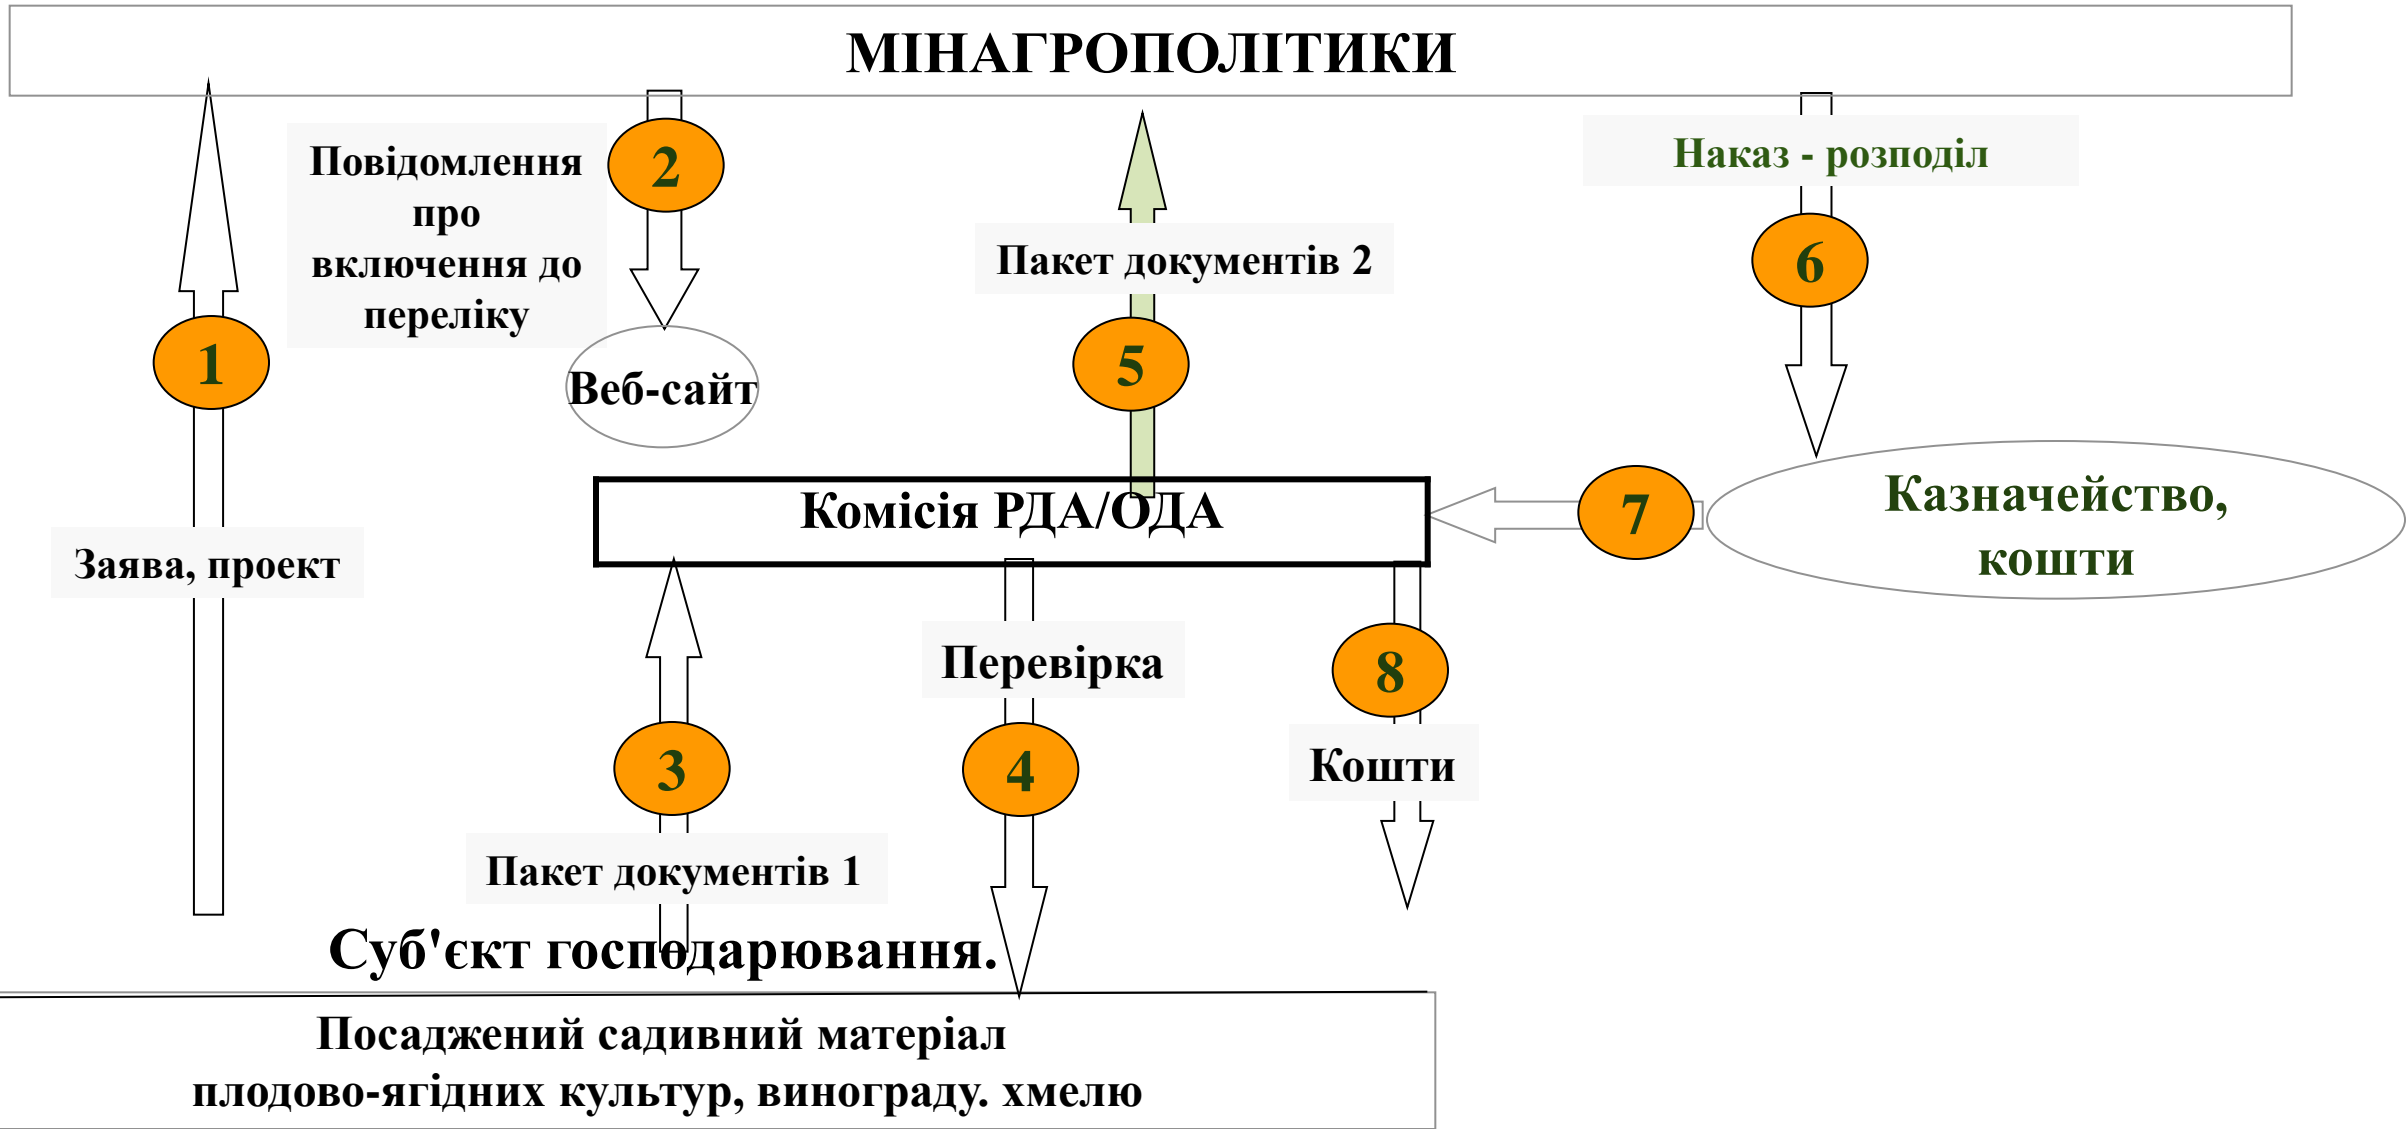 МІНАГРОПОЛІТИКИ
Повідомлення
про
включення до
переліку
2
Наказ - розподіл
Пакет документів 2
6
1
Веб-сайт
5
Казначейство,
кошти
7
Комісія РДА/ОДА
Заява, проект
Перевірка
8
3
4
Кошти
Пакет документів 1
Суб'єкт господарювання.
Посаджений садивний матеріал
плодово-ягідних культур, винограду. хмелю